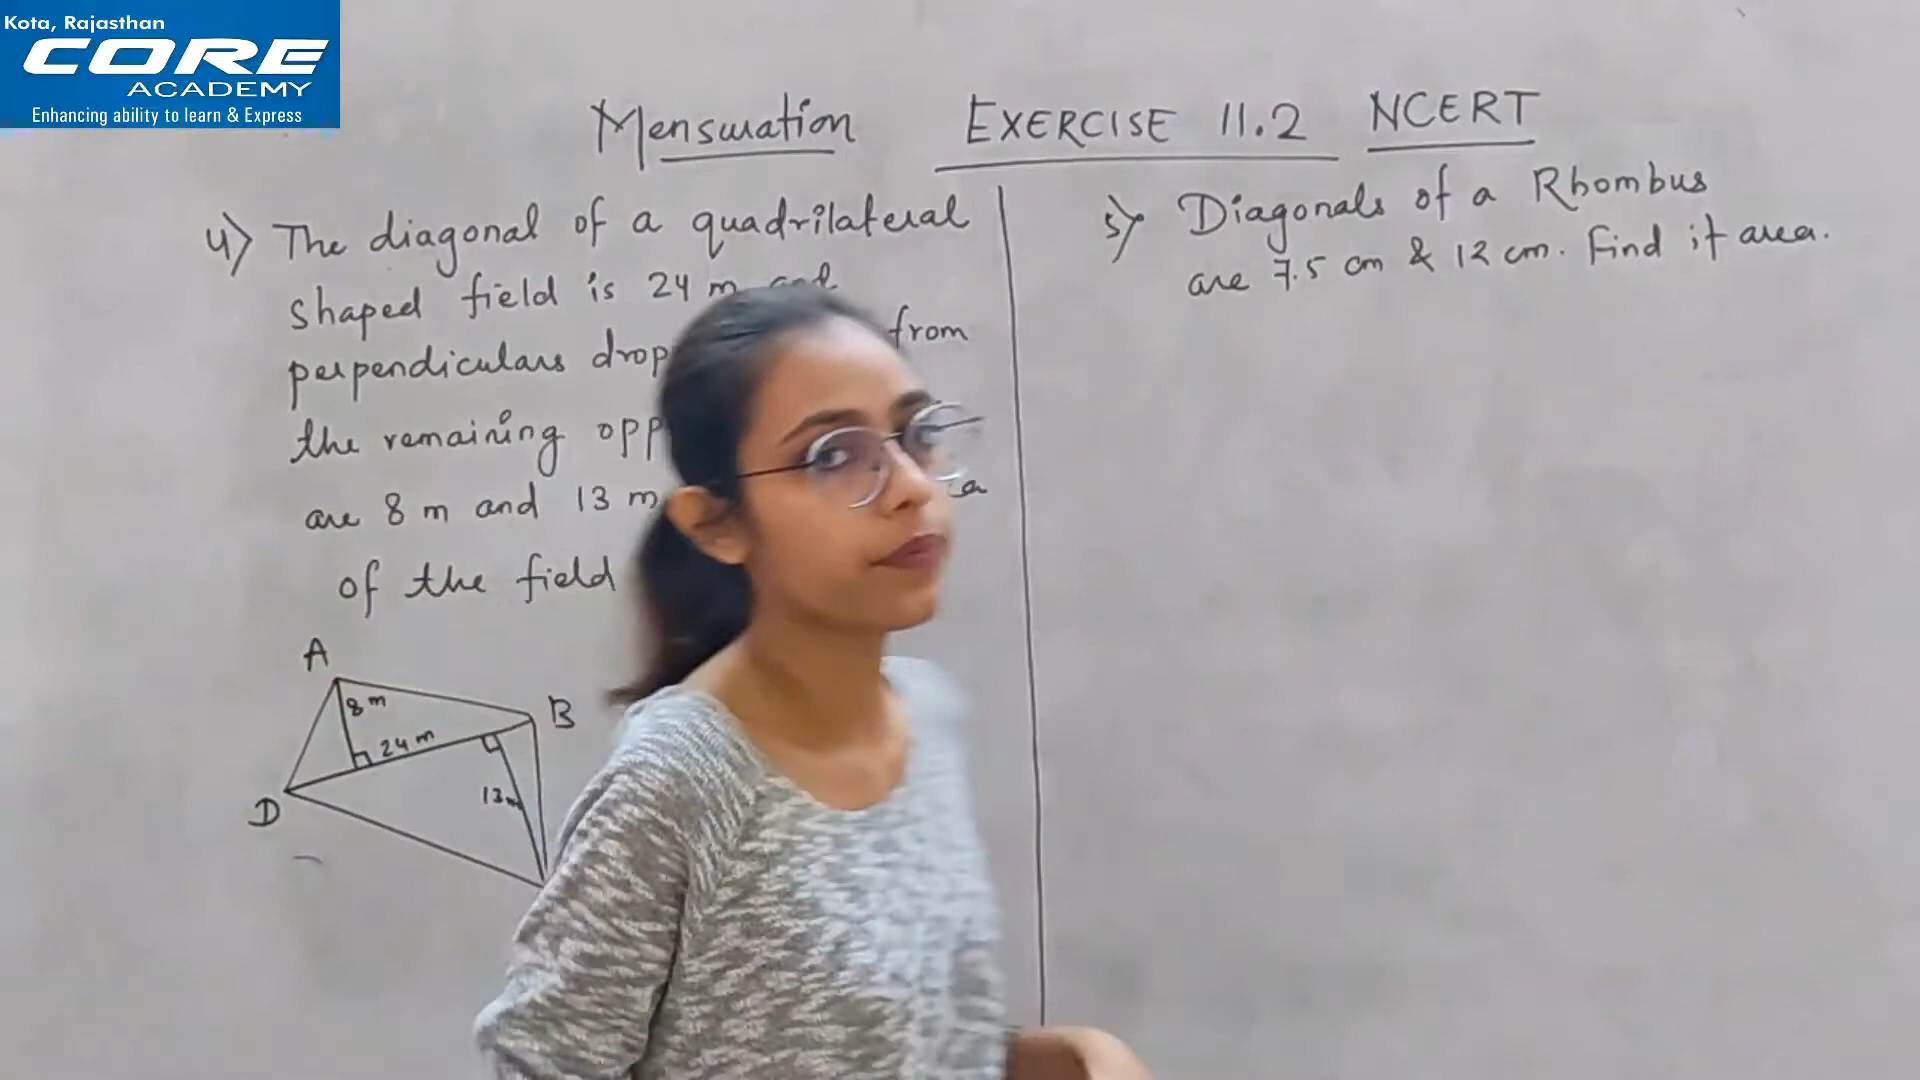 Kota, Rajasthan
CORE
ACADEMY
Enhancing ability to learn & Express
Mensuration EXERCISE 11.2 NCERT
4) The diagonal of a quadrilateral
shaped field is 24 m and
perpendiculars drop from
the remaining opp
are 8 m and 13 m
of the field
A
8 m
24 m
B
13 m
D
5) Diagonals of a Rhombus
are 7.5 cm & 12 cm. Find it area.